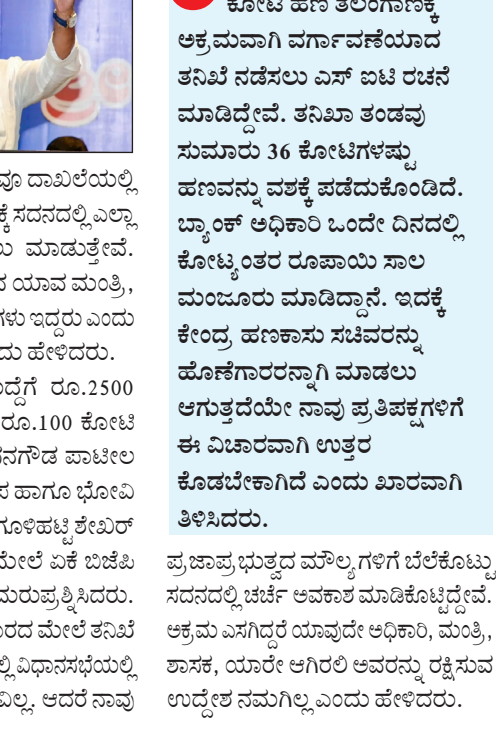 ವೂ ದಾಖಲೆಯಲ್ಲಿ
ಕ್ಕೆ ಸದನದಲ್ಲಿ ಎಲ್ಲಾ
ಲು ಮಾಡುತ್ತೇವೆ.
ದ ಯಾವ ಮಂತ್ರಿ,
ಗಳು ಇದ್ದರು ಎಂದು
ದು ಹೇಳಿದರು.
ುದ್ದೆಗೆ ರೂ.2500
ರೂ.100 ಕೋಟಿ
ನಗೌಡ ಪಾಟೀಲ
ಹಾಗೂ ಭೋವಿ
ಗೂಳಿಹಟ್ಟಿ ಶೇಖರ್
ಮೇಲೆ ಏಕೆ ಬಿಜೆಪಿ
ಮರುಪ್ರಶ್ನಿಸಿದರು.
ರದ ಮೇಲೆ ತನಿಖೆ
ಲ್ಲಿ ವಿಧಾನಸಭೆಯಲ್ಲಿ
ವಿಲ್ಲ. ಆದರೆ ನಾವು
ಕೋಟಿ ಹಣ ತೆಲಂಗಾಣಕ್ಕೆ
ಅಕ್ರಮವಾಗಿ ವರ್ಗಾವಣೆಯಾದ
ತನಿಖೆ ನಡೆಸಲು ಎಸ್ ಐಟಿ ರಚನೆ
ಮಾಡಿದ್ದೇವೆ. ತನಿಖಾ ತಂಡವು
ಸುಮಾರು 36 ಕೋಟಿಗಳಷ್ಟು
ಹಣವನ್ನು ವಶಕ್ಕೆ ಪಡೆದುಕೊಂಡಿದೆ.
ಬ್ಯಾಂಕ್ ಅಧಿಕಾರಿ ಒಂದೇ ದಿನದಲ್ಲಿ
ಕೋಟ್ಯಂತರ ರೂಪಾಯಿ ಸಾಲ
ಮಂಜೂರು ಮಾಡಿದ್ದಾನೆ. ಇದಕ್ಕೆ
ಕೇಂದ್ರ ಹಣಕಾಸು ಸಚಿವರನ್ನು
ಹೊಣೆಗಾರರನ್ನಾಗಿ ಮಾಡಲು
ಆಗುತ್ತದೆಯೇ ನಾವು ಪ್ರತಿಪಕ್ಷಗಳಿಗೆ
ಈ ವಿಚಾರವಾಗಿ ಉತ್ತರ
ಕೊಡಬೇಕಾಗಿದೆ ಎಂದು ಖಾರವಾಗಿ
ತಿಳಿಸಿದರು.
ಪ್ರಜಾಪ್ರಭುತ್ವದ ಮೌಲ್ಯಗಳಿಗೆ ಬೆಲೆಕೊಟ್ಟು
ಸದನದಲ್ಲಿ ಚರ್ಚೆ ಅವಕಾಶ ಮಾಡಿಕೊಟ್ಟಿದ್ದೇವೆ.
ಅಕ್ರಮ ಎಸಗಿದ್ದರೆ ಯಾವುದೇ ಅಧಿಕಾರಿ, ಮಂತ್ರಿ,
ಶಾಸಕ, ಯಾರೇ ಆಗಿರಲಿ ಅವರನ್ನು ರಕ್ಷಿಸುವ
ಉದ್ದೇಶ ನಮಗಿಲ್ಲ ಎಂದು ಹೇಳಿದರು.